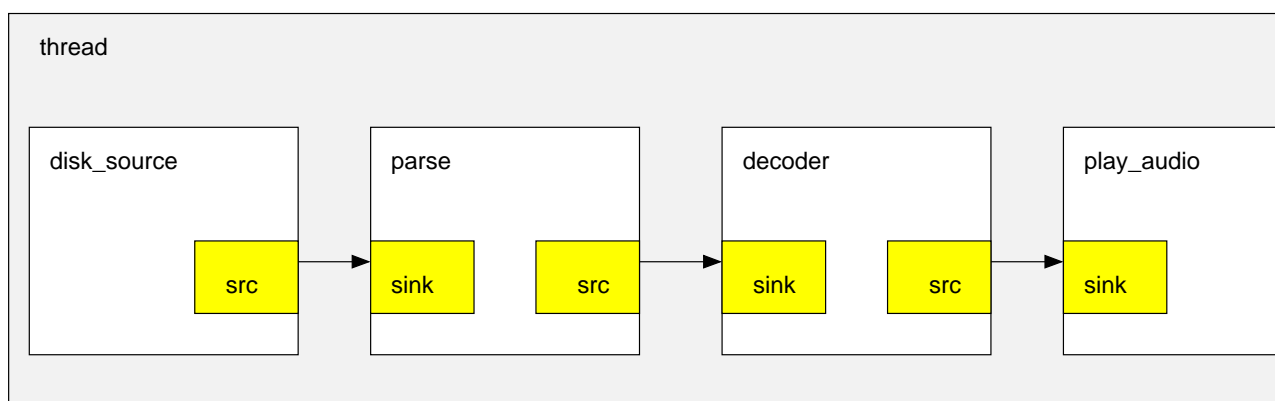 thread
disk_source parse decoder play_audio
src sink src sink src sink